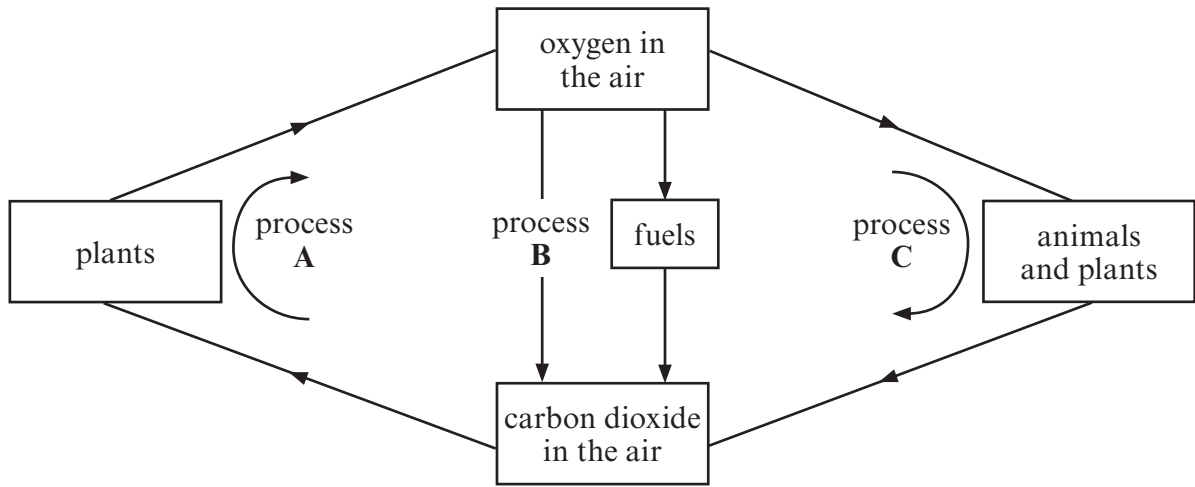 oxygen in
the air
plants
process
A
process
B
fuels
process
C
animals
and plants
carbon dioxide
in the air